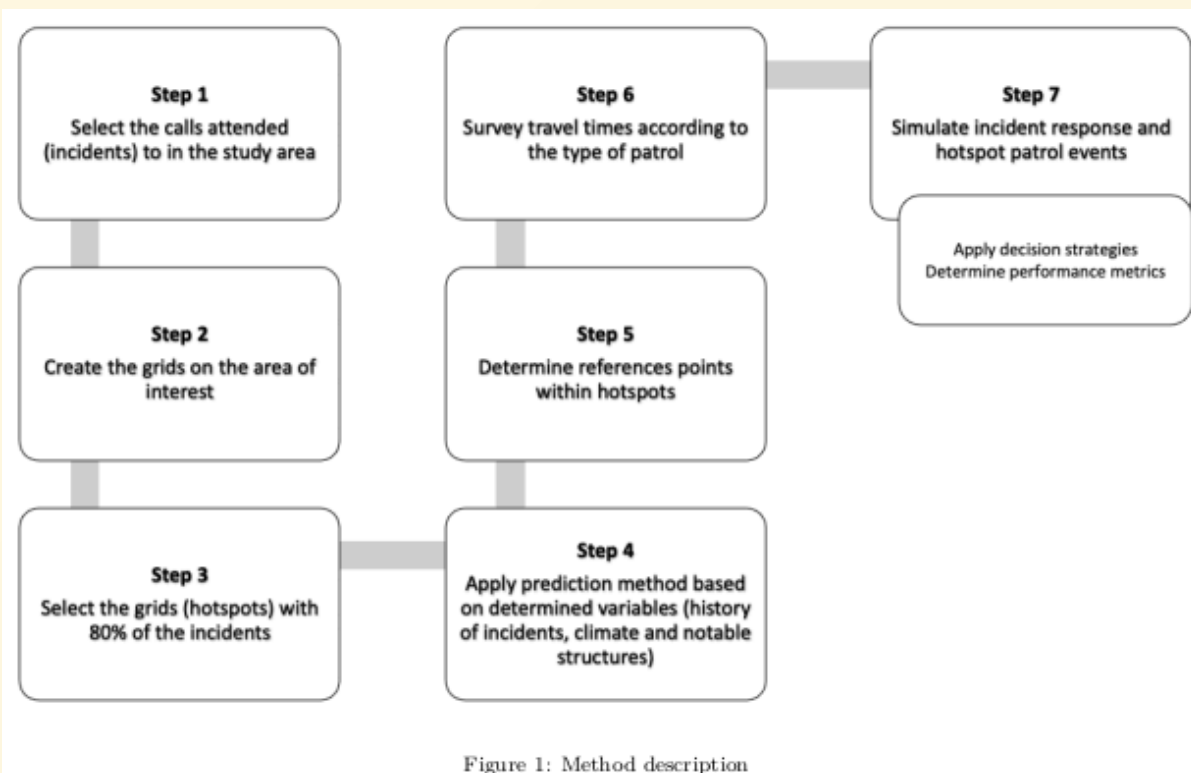 Step 1
Select the calls attended
(incidents) to in the study area
Step 2
Create the grids on the area of
interest
Step 3
Select the grids (hotspots) with
80% of the incidents
Step 4
Apply prediction method based
on determined variables (history
of incidents, climate and notable
structures)
Step 5
Determine references points
within hotspots
Step 6
Survey travel times according to
the type of patrol
Step 7
Simulate incident response and
hotspot patrol events
Apply decision strategies
Determine performance metrics
Figure 1: Method description